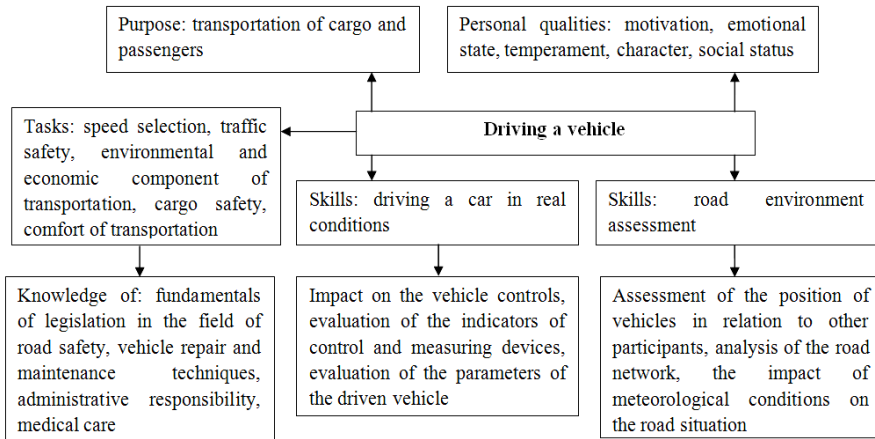 Purpose: transportation of cargo and
passengers
Personal qualities: motivation, emotional
state, temperament, character, social status
Driving a vehicle
Tasks: speed selection, traffic
safety, environmental and
economic component of
transportation, cargo safety,
comfort of transportation
Skills: driving a car in real
conditions
Skills: road environment
assessment
Knowledge of: fundamentals
of legislation in the field of
road safety, vehicle repair and
maintenance techniques,
administrative responsibility,
medical care
Impact on the vehicle controls,
evaluation of the indicators of
control and measuring devices,
evaluation of the parameters of
the driven vehicle
Assessment of the position of
vehicles in relation to other
participants, analysis of the road
network, the impact of
meteorological conditions on
the road situation